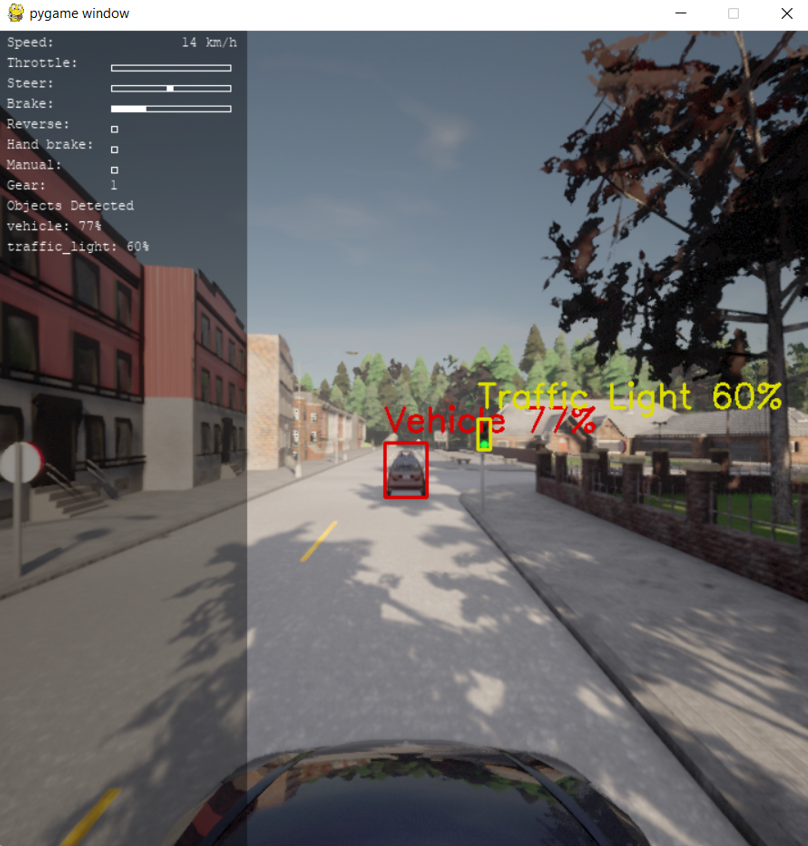 pygame window
Speed: 14 km/h
Throttle:
Steer:
Brake:
Reverse:
Hand brake:
Manual:
Gear: 1
Objects Detected
vehicle: 77%
traffic_light: 60%
Traffic Light 60%
Vehicle 77%